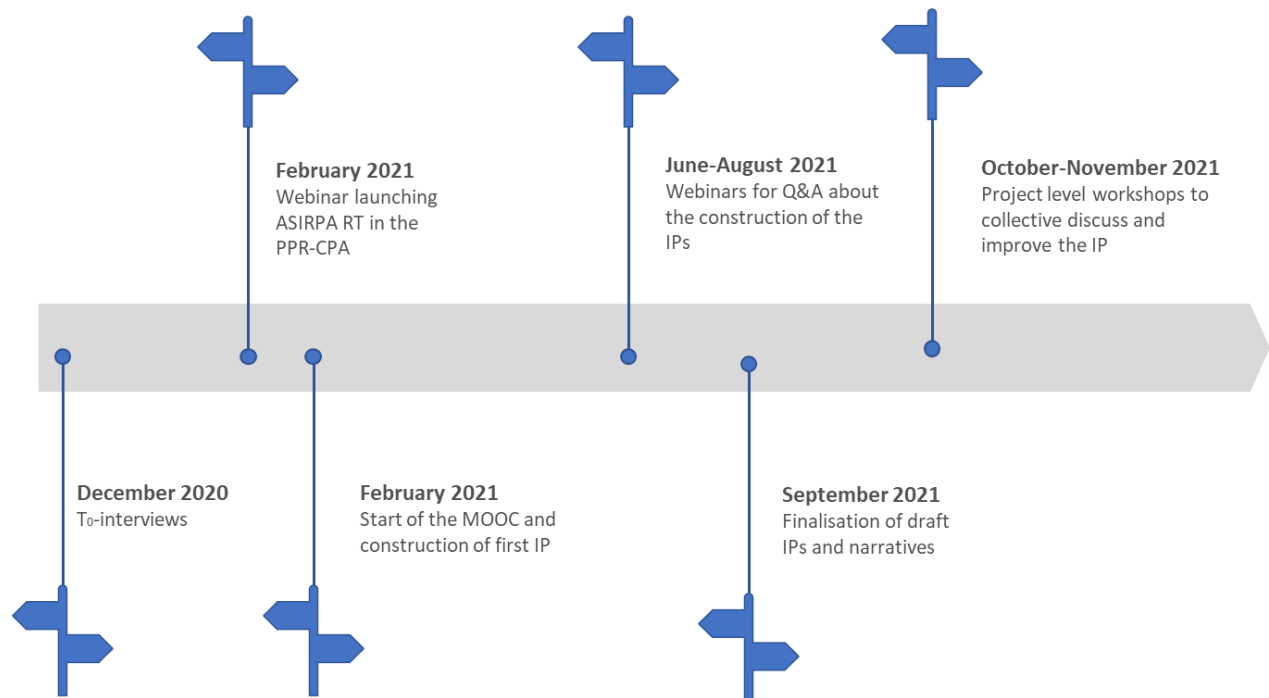 February 2021
Webinar launching
ASIRPA RT in the
PPR-CPA
June-August 2021
Webinars for Q&A about
the construction of the
IPs
October-November 2021
Project level workshops to
collective discuss and
improve the IP
December 2020
T₀-interviews
February 2021
Start of the MOOC and
construction of first IP
September 2021
Finalisation of draft
IPs and narratives